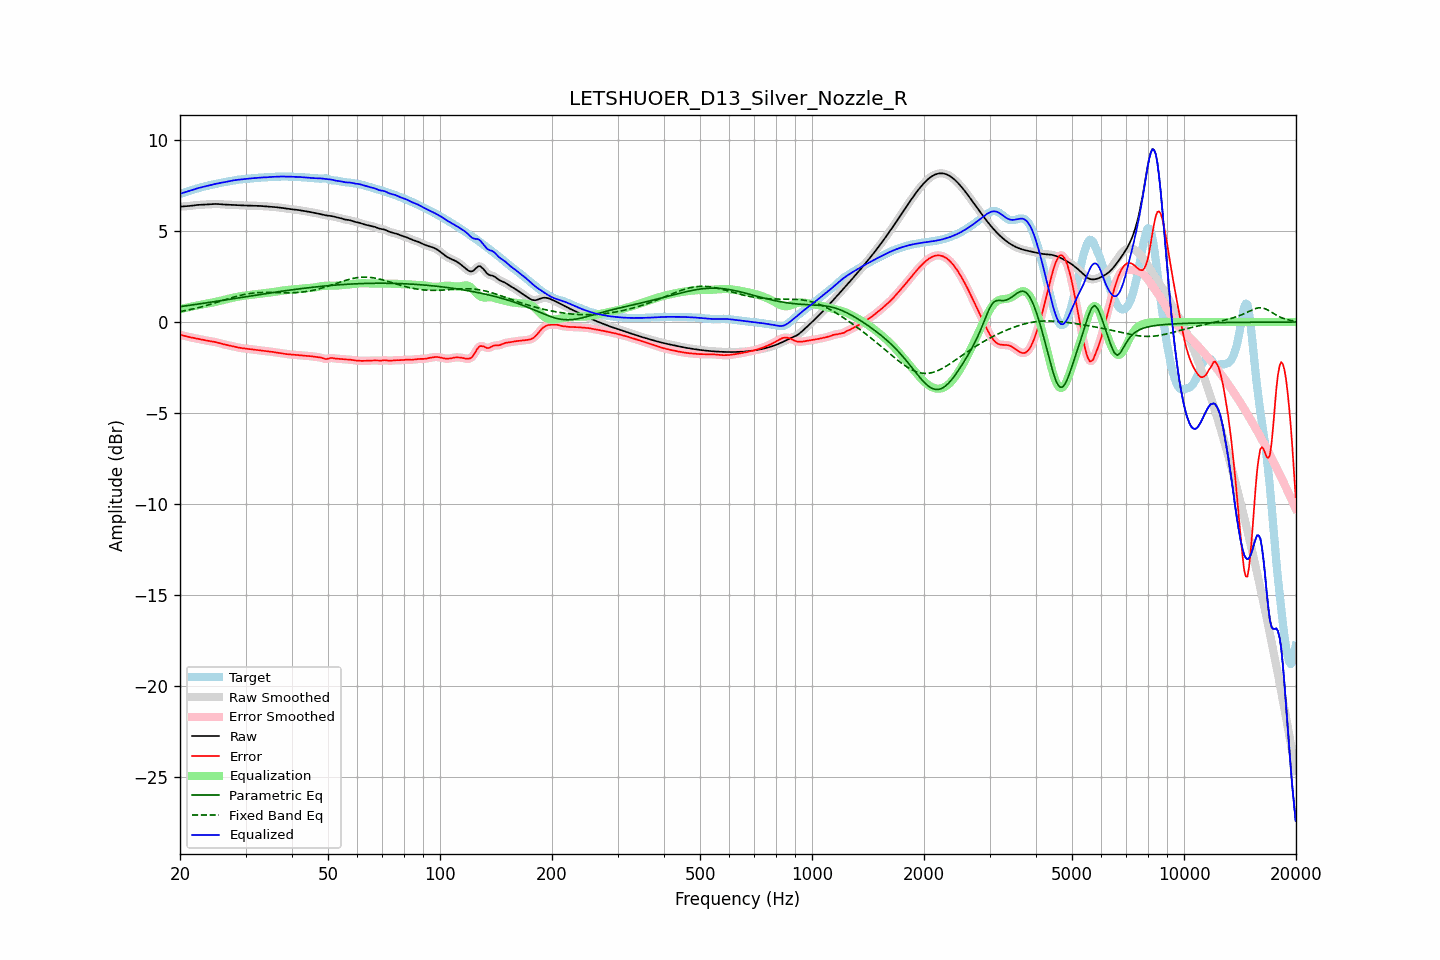 LETSHUOER_D13_Silver_Nozzle_R
10
5
0
−5
−10
−15
−20
−25
Amplitude (dBr)
Target
Raw Smoothed
Error Smoothed
Raw
Error
Equalization
Parametric Eq
Fixed Band Eq
Equalized
20 50 100 200 500 1000 2000 5000 10000 20000
Frequency (Hz)